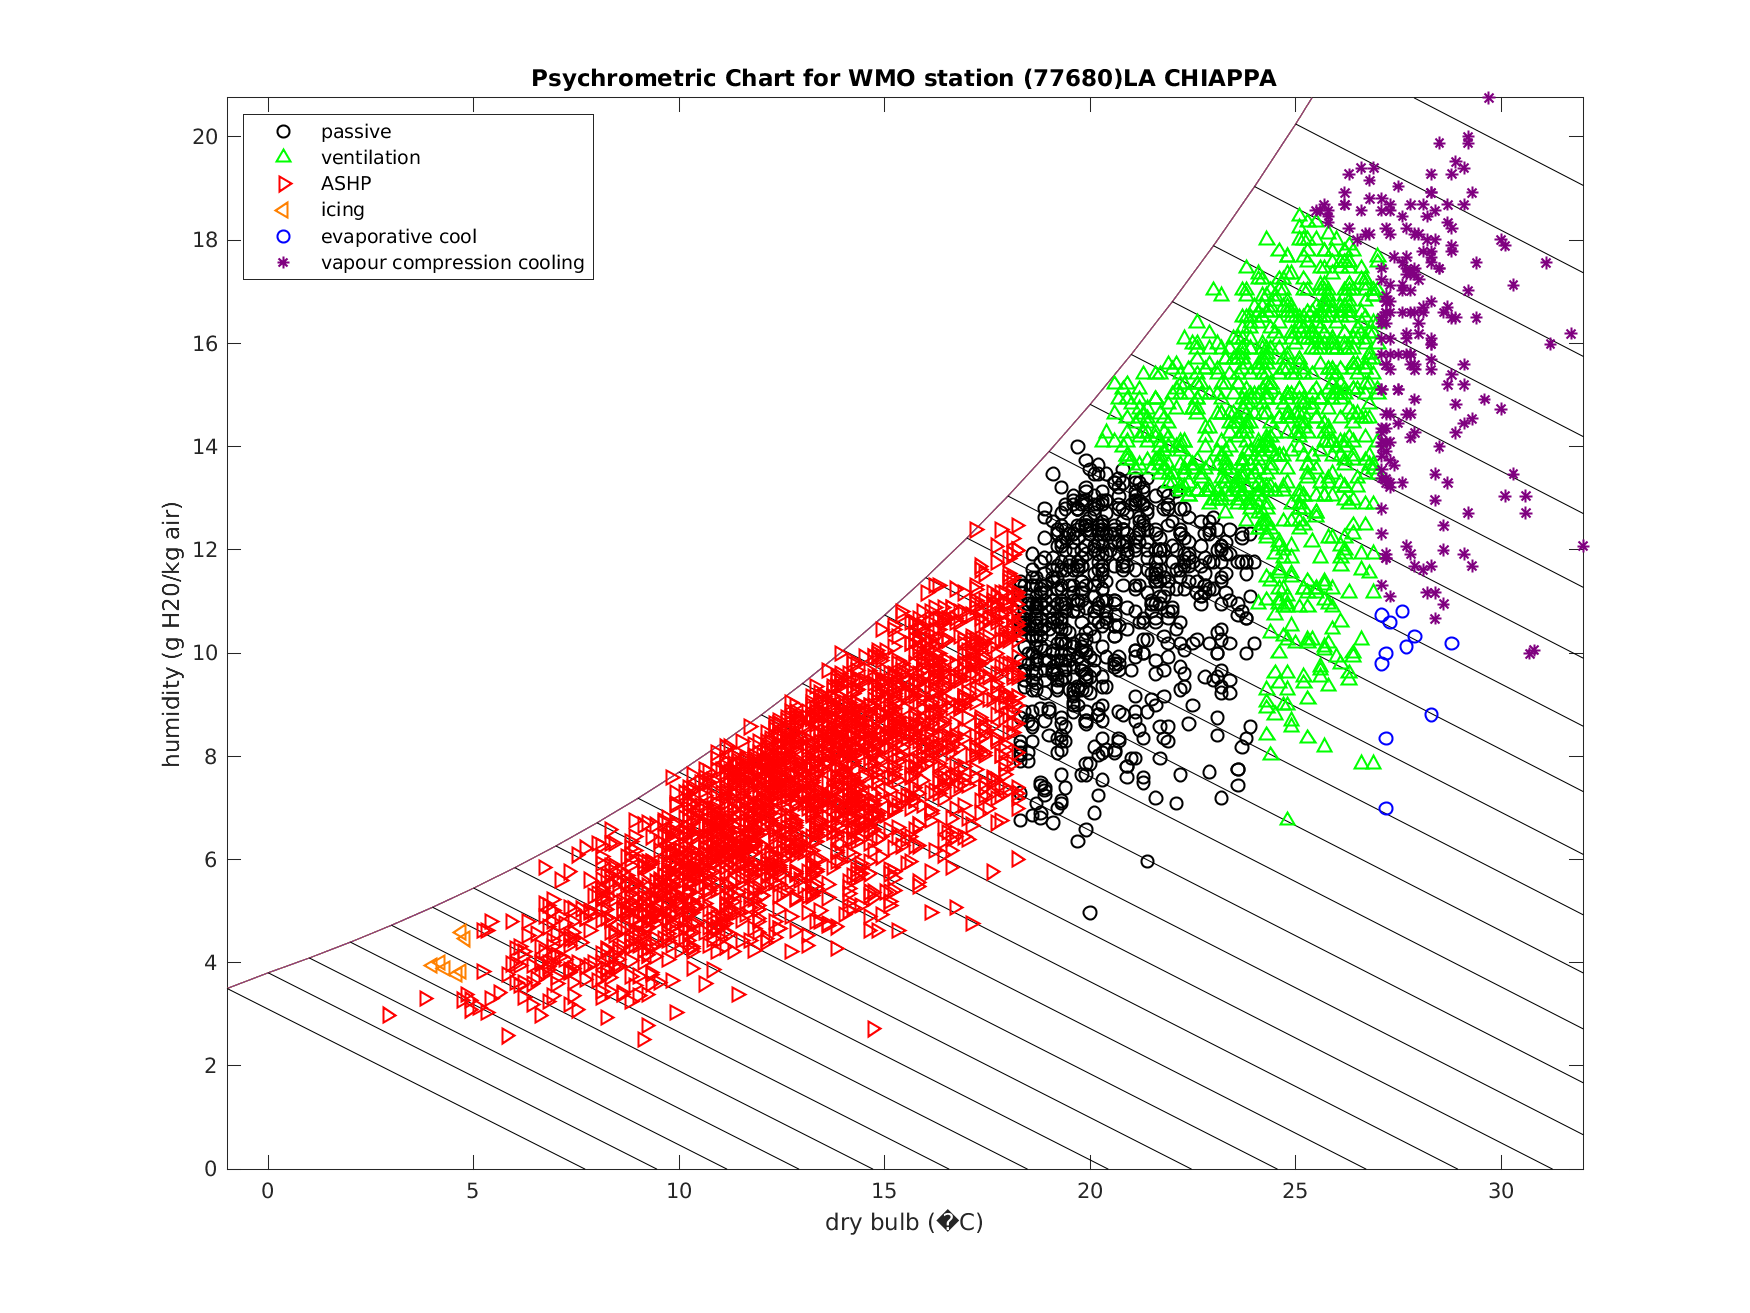 Psychrometric Chart for WMO station (77680)LA CHIAPPA
passive
ventilation
ASHP
icing
evaporative cool
vapour compression cooling
humidity (g H20/kg air)
20
18
16
14
12
10
8
6
4
2
0
0 5 10 15 20 25 30
dry bulb (�C)